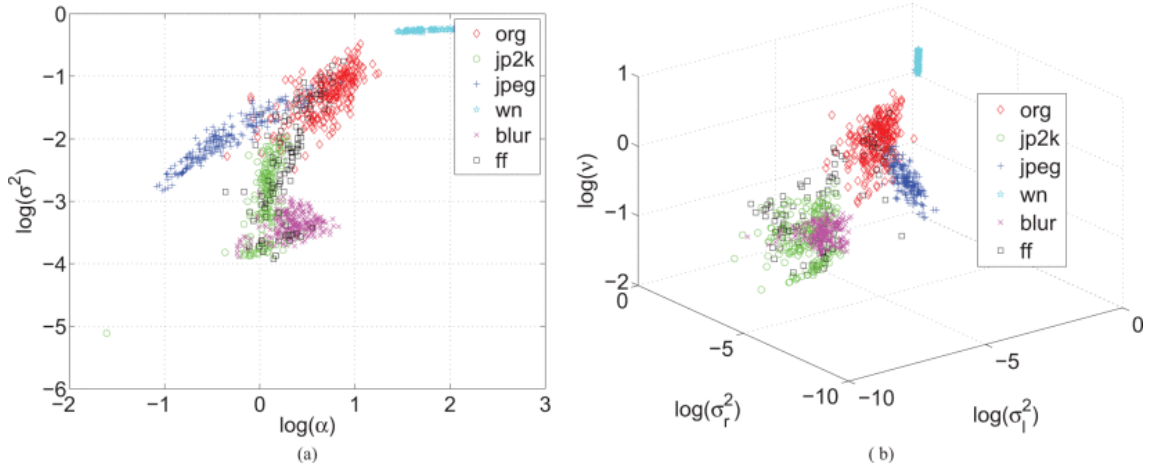 0
−1
−2
−3
−4
−5
−6
−2
−1
0
1
2
3
log(σ²)
log(α)
org
jp2k
jpeg
wn
blur
ff
(a)
1
0
−1
−2
log(ν)
0
−5
−10
log(σ²ᵣ)
−10
−5
0
log(σ²ₗ)
org
jp2k
jpeg
wn
blur
ff
( b)